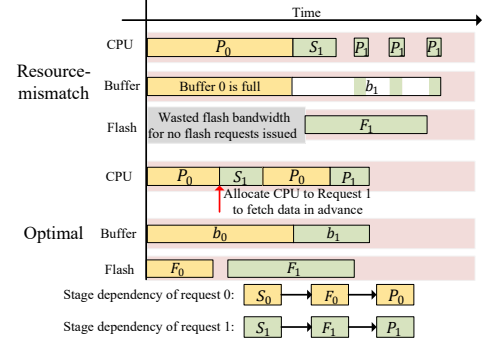 Time
CPU P₀ S₁ P₁ P₁ P₁
Resource-
mismatch
Buffer Buffer 0 is full b₁
Flash Wasted flash bandwidth
for no flash requests issued F₁
CPU P₀ S₁ P₀ P₁
Allocate CPU to Request 1
to fetch data in advance
Optimal Buffer b₀ b₁
Flash F₀ F₁
Stage dependency of request 0: S₀ F₀ P₀
Stage dependency of request 1: S₁ F₁ P₁